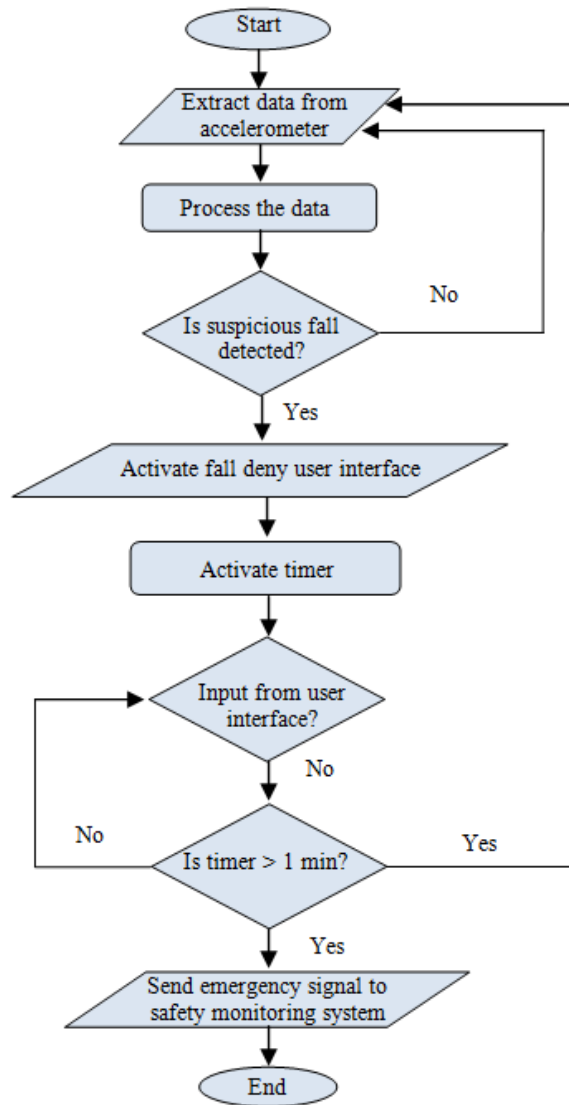 Start
Extract data from
accelerometer
Process the data
Is suspicious fall
detected?
No
Yes
Activate fall deny user interface
Activate timer
Input from user
interface?
No
No
Is timer > 1 min?
Yes
Yes
Send emergency signal to
safety monitoring system
End